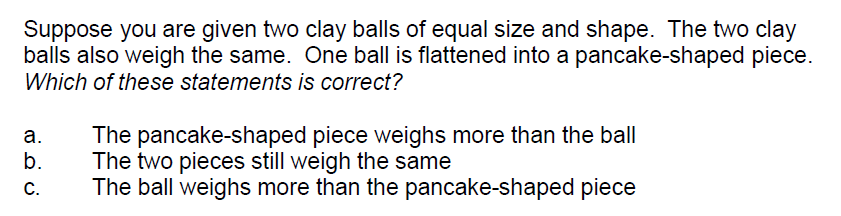 Suppose you are given two clay balls of equal size and shape.  The two clay
balls also weigh the same.  One ball is flattened into a pancake-shaped piece.
Which of these statements is correct?
a. The pancake-shaped piece weighs more than the ball
b. The two pieces still weigh the same
c. The ball weighs more than the pancake-shaped piece